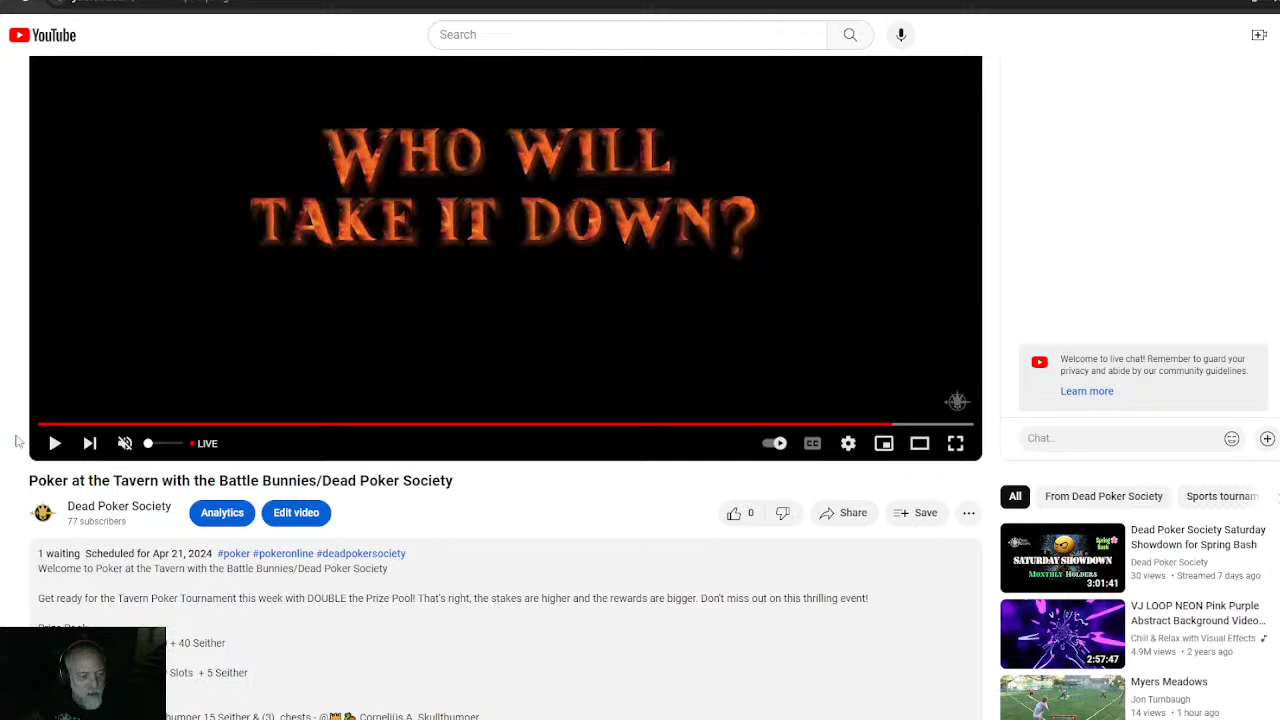 YouTube
Search
WHO WILL
TAKE IT DOWN?
LIVE
Poker at the Tavern with the Battle Bunnies/Dead Poker Society
Dead Poker Society
77 subscribers
Analytics
Edit video
0
Share
Save
1 waiting Scheduled for Apr 21, 2024 #poker #pokeronline #deadpokersociety
Welcome to Poker at the Tavern with the Battle Bunnies/Dead Poker Society
Get ready for the Tavern Poker Tournament this week with DOUBLE the Prize Pool! That's right, the stakes are higher and the rewards are bigger. Don't miss out on this thrilling event!
+ 40 Seither
Slots + 5 Seither
15 Seither & (3) chests - @ Cornelius A. Skullthumper
Welcome to live chat! Remember to guard your
privacy and abide by our community guidelines.
Learn more
Chat..
All
From Dead Poker Society
Sports tournam
SATURDAY SHOWDOWN
MONTHLY HOLDERS
Spring
Bash
3:01:41
Dead Poker Society Saturday
Showdown for Spring Bash
Dead Poker Society
30 views • Streamed 7 days ago
2:57:47
VJ LOOP NEON Pink Purple
Abstract Background Video...
Chill & Relax with Visual Effects
4.9M views • 2 years ago
Myers Meadows
Jon Turnbaugh
14 views • 1 hour ago